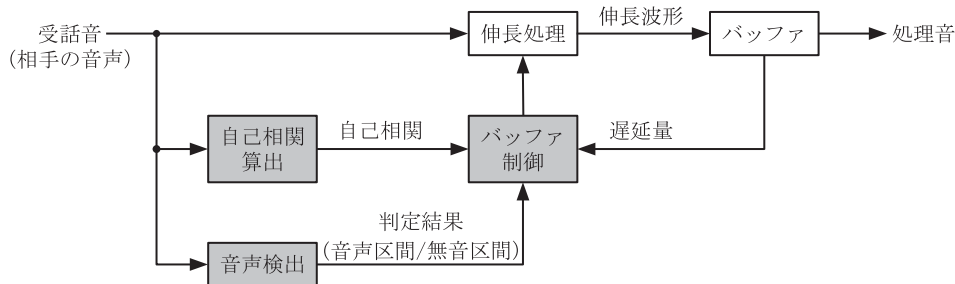 受話音
(相手の音声)
伸長処理
伸長波形
バッファ
処理音
自己相関
算出
自己相関
バッファ
制御
遅延量
判定結果
(音声区間/無音区間)
音声検出